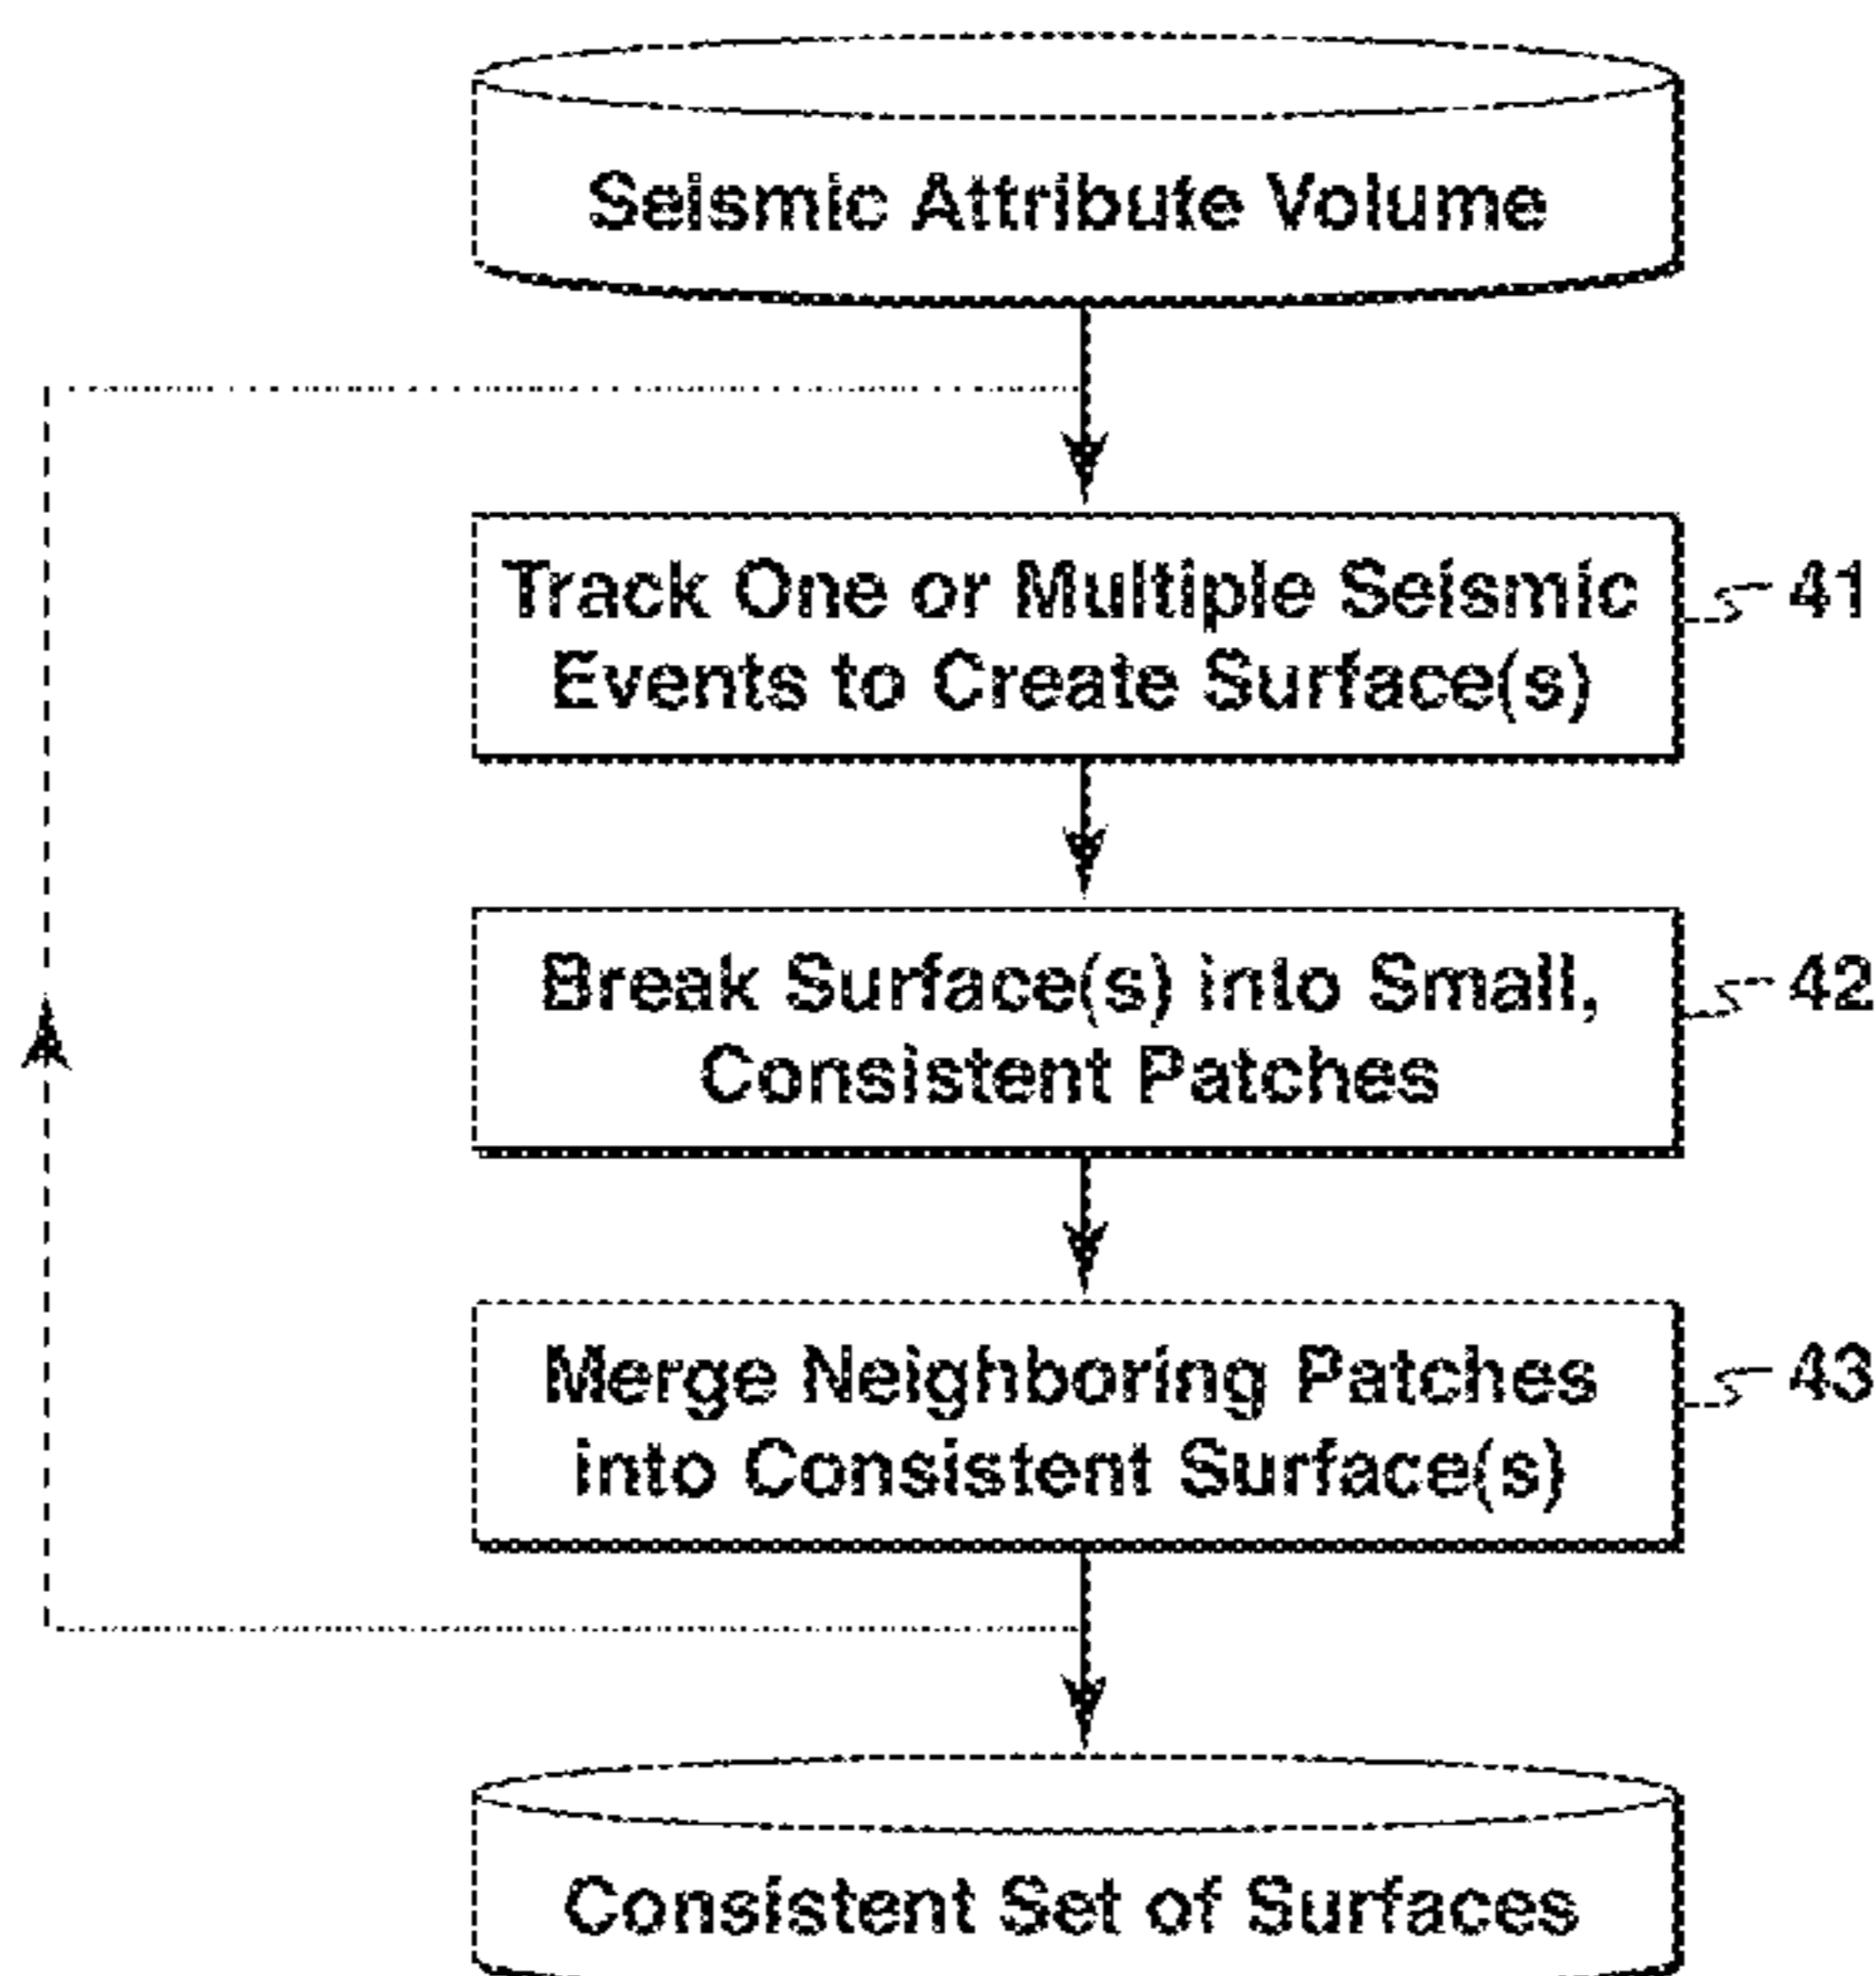 Seismic Attribute Volume
Track One or Multiple Seismic
Events to Create Surface(s)
41
Break Surface(s) into Small,
Consistent Patches
42
Merge Neighboring Patches
into Consistent Surface(s)
43
Consistent Set of Surfaces